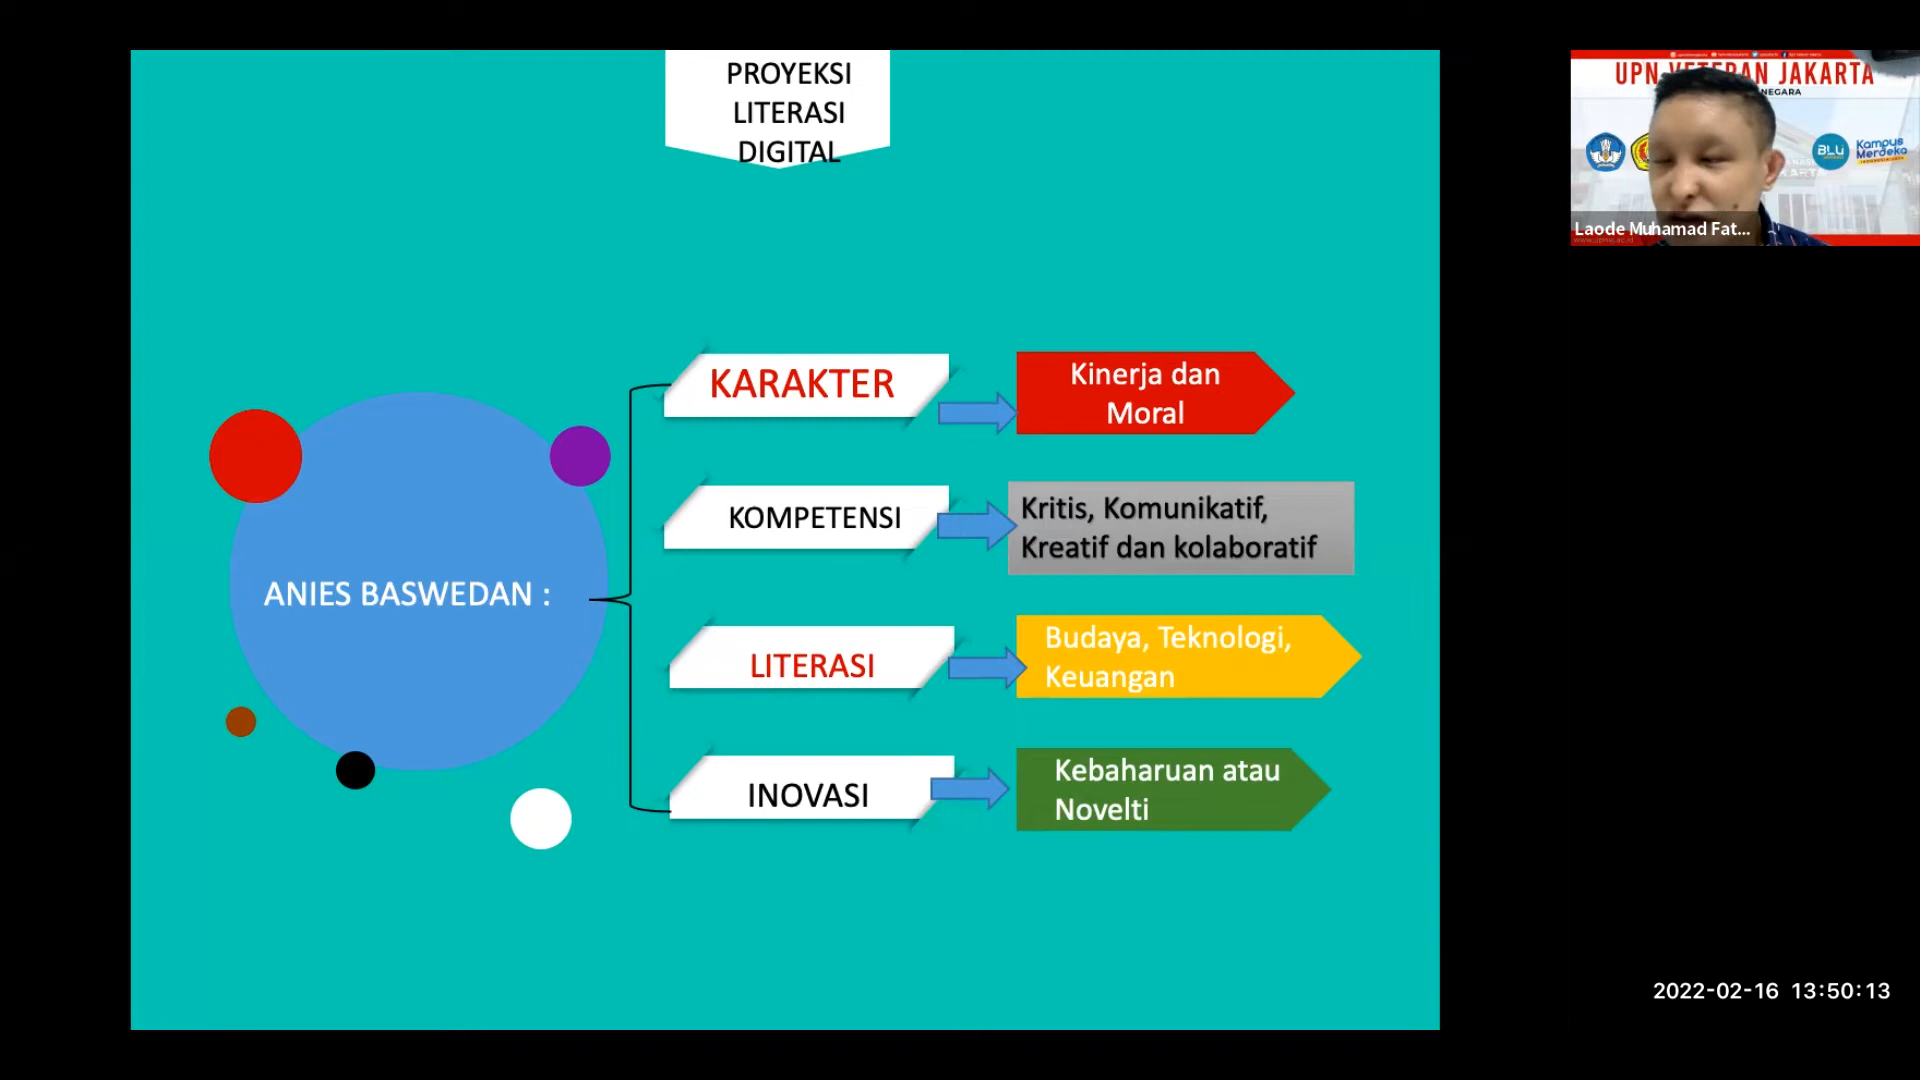 PROYEKSI
LITERASI
DIGITAL
ANIES BASWEDAN :
KARAKTER
Kinerja dan
Moral
KOMPETENSI
Kritis, Komunikatif,
Kreatif dan kolaboratif
LITERASI
Budaya, Teknologi,
Keuangan
INOVASI
Kebaharuan atau
Novelti
UPN VETERAN JAKARTA
NEGARA
BLU
Kampus
Merdeka
Laode Muhamad Fat...
2022-02-16 13:50:13